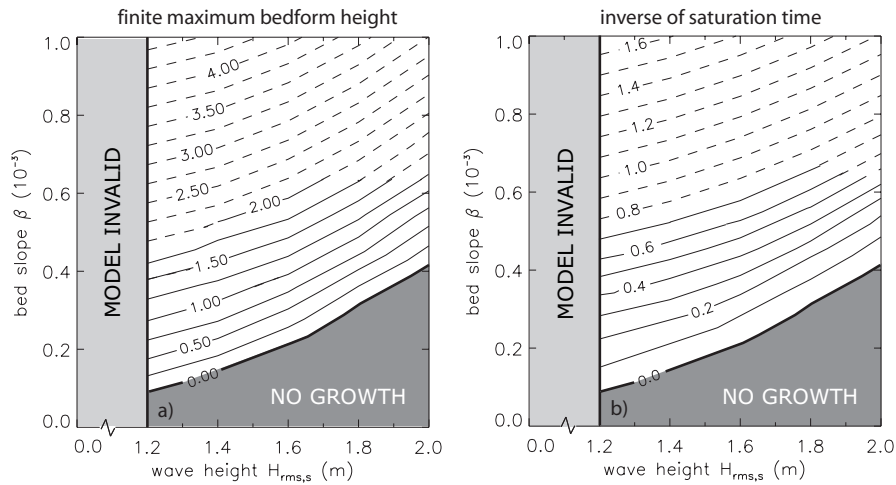 finite maximum bedform height
1.0
0.8
0.6
0.4
0.2
0.0
bed slope β (10⁻³)
MODEL INVALID
4.00
3.50
3.00
2.50
2.00
1.50
1.00
0.50
0.00
NO GROWTH
a)
0.0 1.2 1.4 1.6 1.8 2.0
wave height Hrms,s (m)
inverse of saturation time
1.0
0.8
0.6
0.4
0.2
0.0
bed slope β (10⁻³)
MODEL INVALID
1.6
1.4
1.2
1.0
0.8
0.6
0.4
0.2
0.0
NO GROWTH
b)
0.0 1.2 1.4 1.6 1.8 2.0
wave height Hrms,s (m)